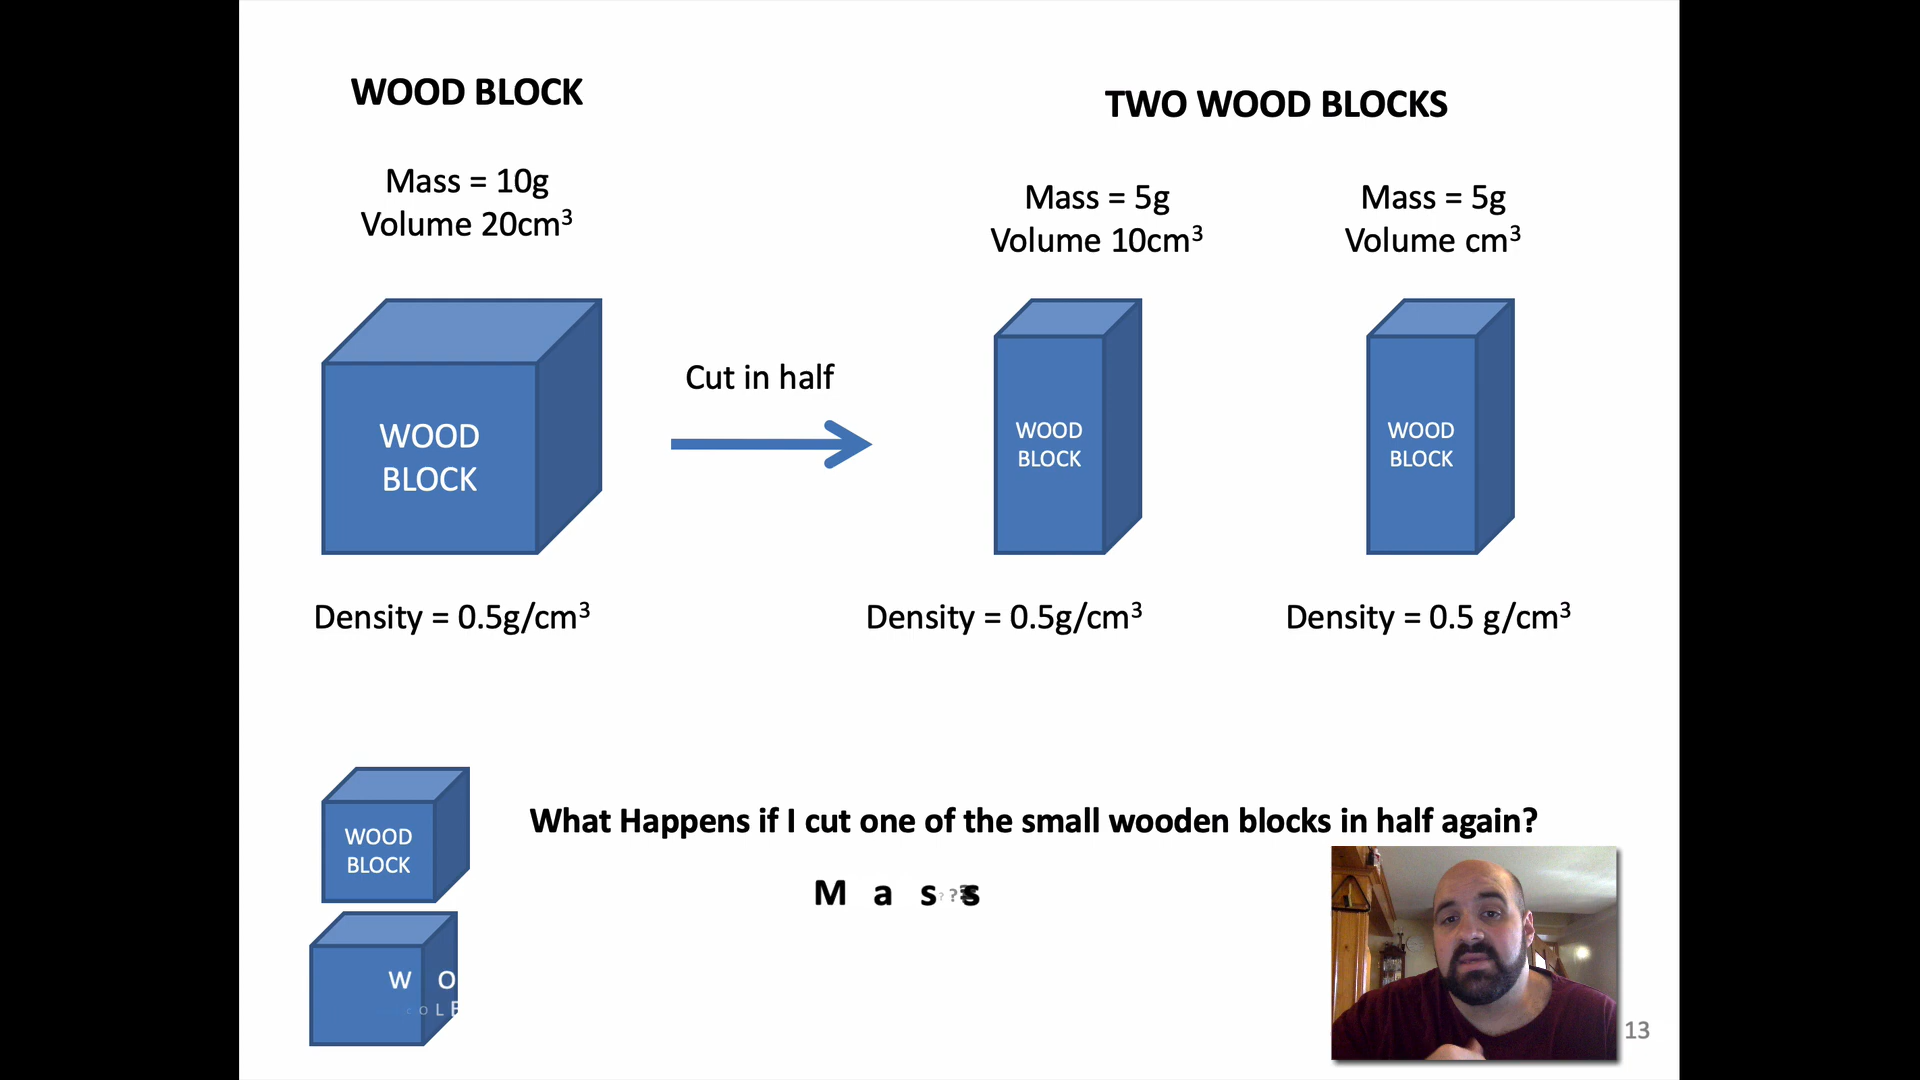 WOOD BLOCK
Mass = 10g
Volume 20cm³
WOOD
BLOCK
Density = 0.5g/cm³
Cut in half
TWO WOOD BLOCKS
Mass = 5g
Volume 10cm³
WOOD
BLOCK
Density = 0.5g/cm³
Mass = 5g
Volume cm³
WOOD
BLOCK
Density = 0.5 g/cm³
WOOD
BLOCK
What Happens if I cut one of the small wooden blocks in half again?
M a s s
W O
13